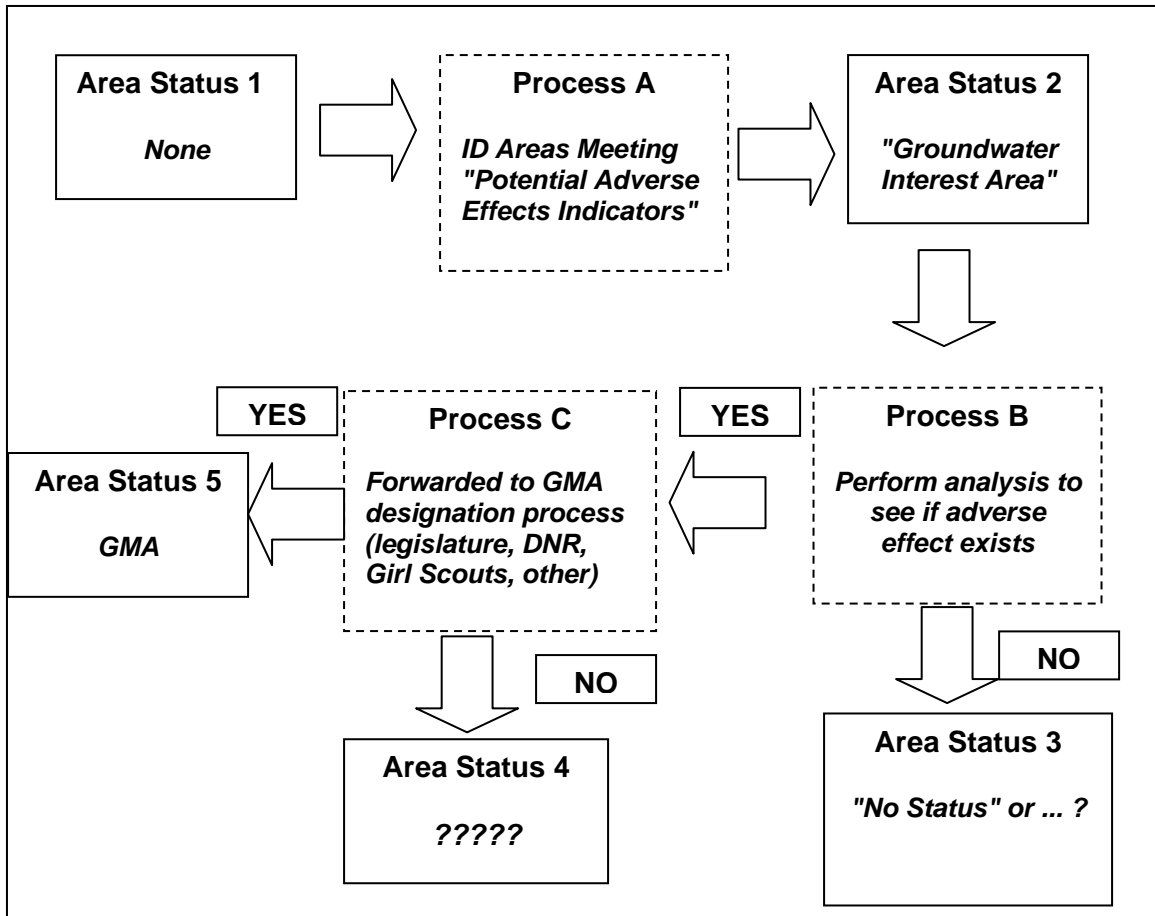 Area Status 1
None
Process A
ID Areas Meeting
"Potential Adverse
Effects Indicators"
Area Status 2
"Groundwater
Interest Area"
Process B
Perform analysis to
see if adverse
effect exists
YES
NO
Process C
Forwarded to GMA
designation process
(legislature, DNR,
Girl Scouts, other)
YES
NO
Area Status 5
GMA
Area Status 4
?????
Area Status 3
"No Status" or ... ?